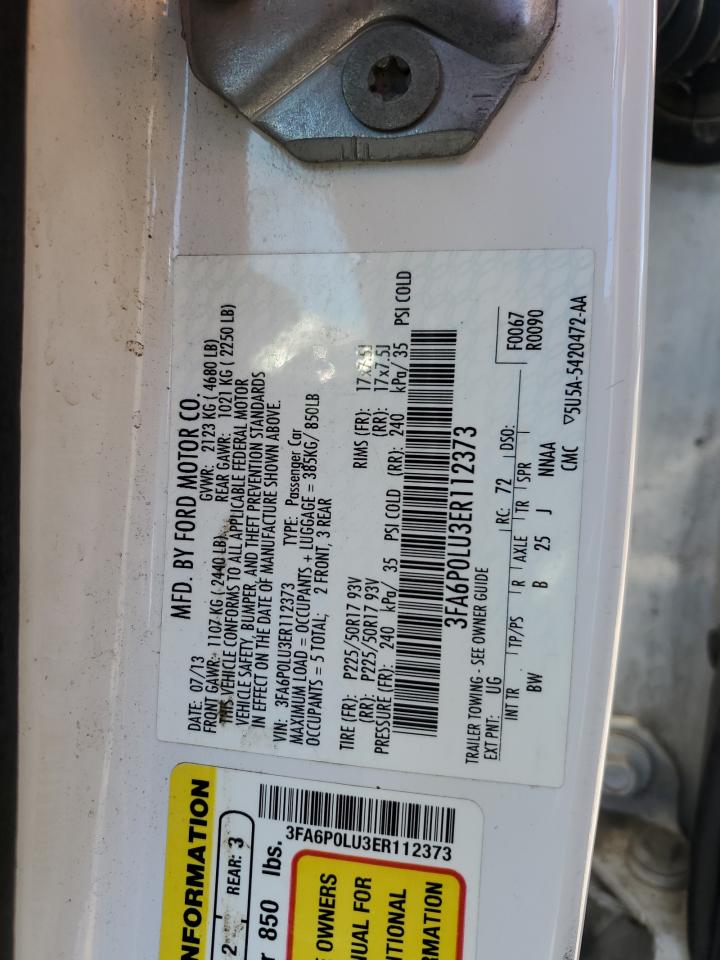 MFD. BY FORD MOTOR CO.
DATE: 07/13 GVWR: 2123 KG ( 4680 LB)
FRONT GAWR: 1107 KG ( 2440 LB) REAR GAWR: 1021 KG ( 2250 LB)
THIS VEHICLE CONFORMS TO ALL APPLICABLE FEDERAL MOTOR
VEHICLE SAFETY, BUMPER, AND THEFT PREVENTION STANDARDS
IN EFFECT ON THE DATE OF MANUFACTURE SHOWN ABOVE.
VIN: 3FA6P0LU3ER112373 TYPE: Passenger Car
MAXIMUM LOAD = OCCUPANTS + LUGGAGE = 385KG/ 850LB
OCCUPANTS = 5 TOTAL; 2 FRONT, 3 REAR
TIRE (FR): P225/50R17 93V RIMS (FR): 17x7.5J
(RR): P225/50R17 93V (RR): 17x7.5J
PRESSURE (FR): 240 kPa/ 35 PSI COLD (RR): 240 kPa/ 35 PSI COLD
3FA6P0LU3ER112373
TRAILER TOWING - SEE OWNER GUIDE
EXT PNT: UG RC: 72 DSO: F0067
R0090
INT TR TP/PS R AXLE TR SPR
BW B 25 J NNAA
CMC ▽5U5A-5420472-AA
NFORMATION
2 REAR: 3
r 850 lbs.
3FA6P0LU3ER112373
OWNERS
NUAL FOR
ITIONAL
RMATION